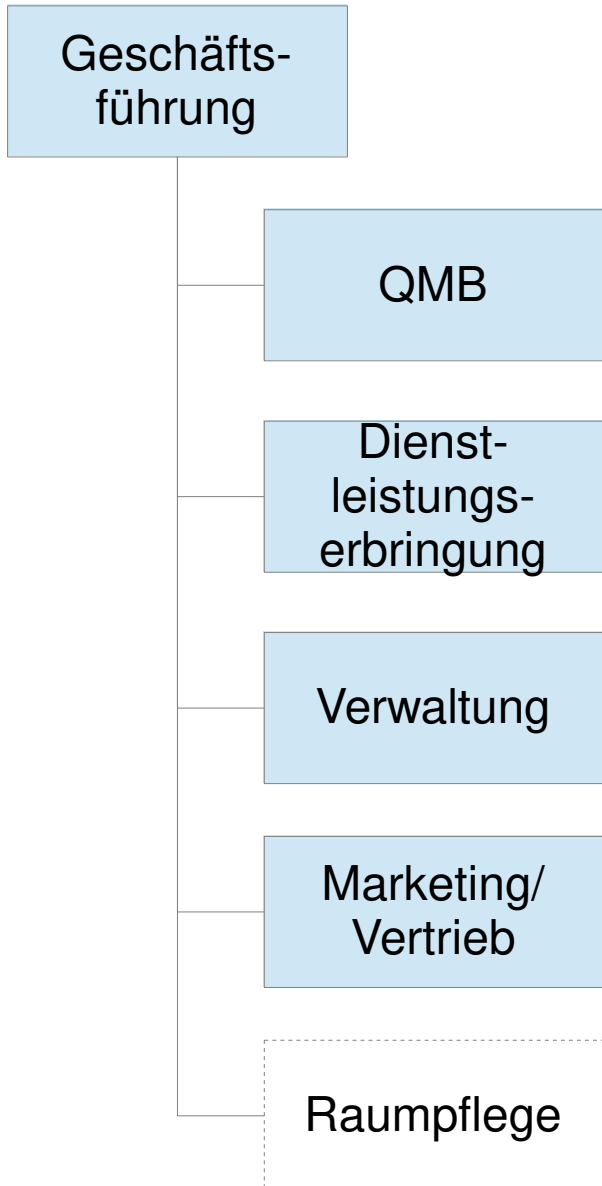 Geschäfts-
führung
QMB
Dienst-
leistungs-
erbringung
Verwaltung
Marketing/
Vertrieb
Raumpflege